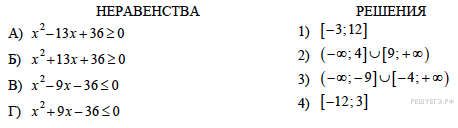 НЕРАВЕНСТВА РЕШЕНИЯ
А) x²−13x+36≥0 1) [−3;12]
Б) x²+13x+36≥0 2) (−∞;4]∪[9;+∞)
В) x²−9x−36≤0 3) (−∞;−9]∪[−4;+∞)
Г) x²+9x−36≤0 4) [−12;3]
РЕШУЕГЭ.РФ